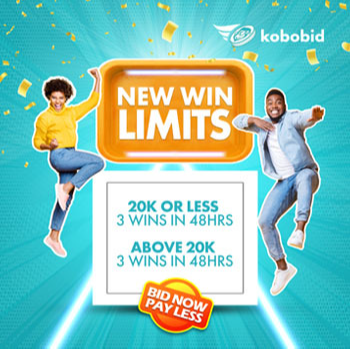 kobobid
NEW WIN
LIMITS
20K OR LESS
3 WINS IN 48HRS
ABOVE 20K
3 WINS IN 48HRS
BID NOW
PAY LESS